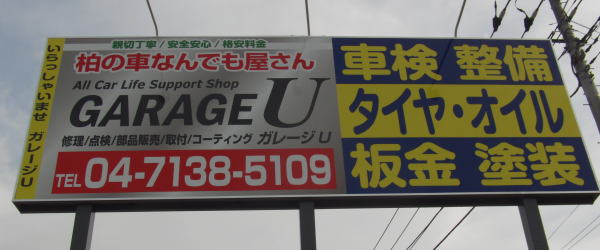 いらっしゃいませ ガレージU
親切丁寧/安全安心/格安料金
柏の車なんでも屋さん
All Car Life Support Shop
GARAGE U
修理/点検/部品販売/取付/コーティング ガレージU
TEL 04-7138-5109
車検 整備
タイヤ・オイル
板金 塗装